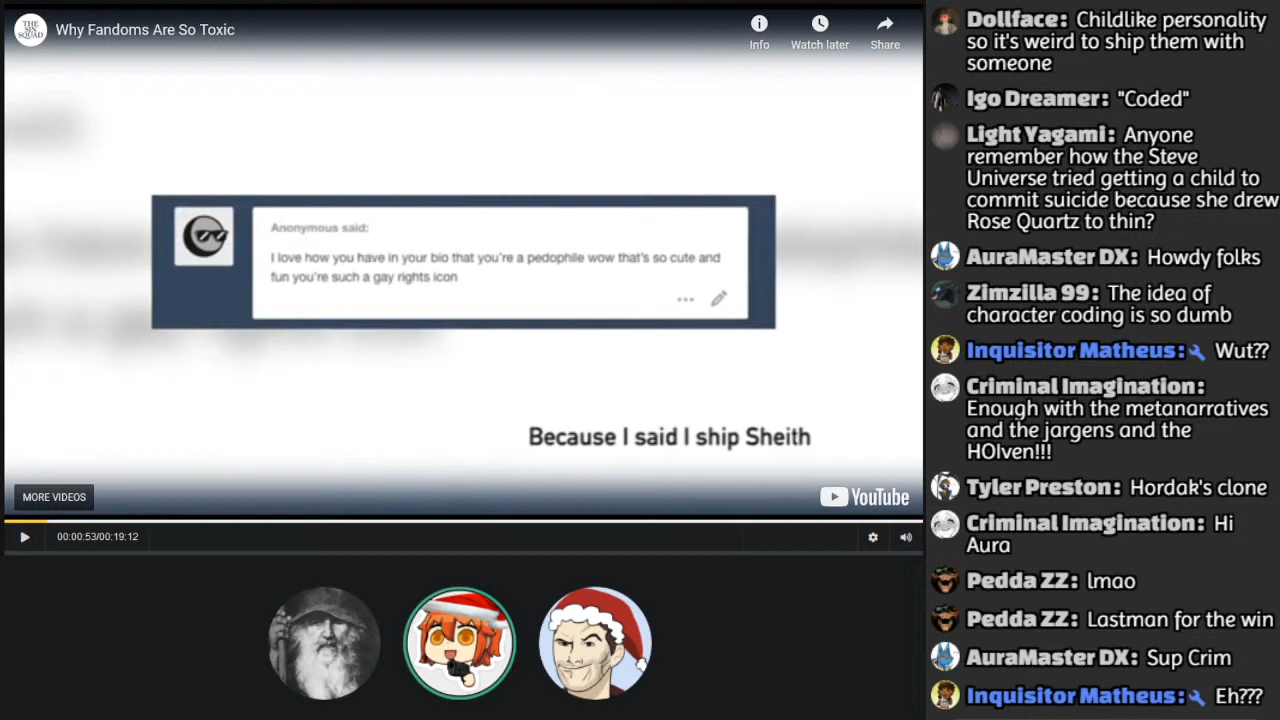 THE
SIN
SQUAD
Why Fandoms Are So Toxic
Info
Watch later
Share
Anonymous said:
I love how you have in your bio that you're a pedophile wow that's so cute and
fun you're such a gay rights icon
Because I said I ship Sheith
MORE VIDEOS
YouTube
00:00:53/00:19:12
Dollface: Childlike personality
so it's weird to ship them with
someone
Igo Dreamer: "Coded"
Light Yagami: Anyone
remember how the Steve
Universe tried getting a child to
commit suicide because she drew
Rose Quartz to thin?
AuraMaster DX: Howdy folks
Zimzilla 99: The idea of
character coding is so dumb
Inquisitor Matheus: Wut??
Criminal Imagination:
Enough with the metanarratives
and the jargens and the
HOIven!!!
Tyler Preston: Hordak's clone
Criminal Imagination: Hi
Aura
Pedda ZZ: lmao
Pedda ZZ: Lastman for the win
AuraMaster DX: Sup Crim
Inquisitor Matheus: Eh???